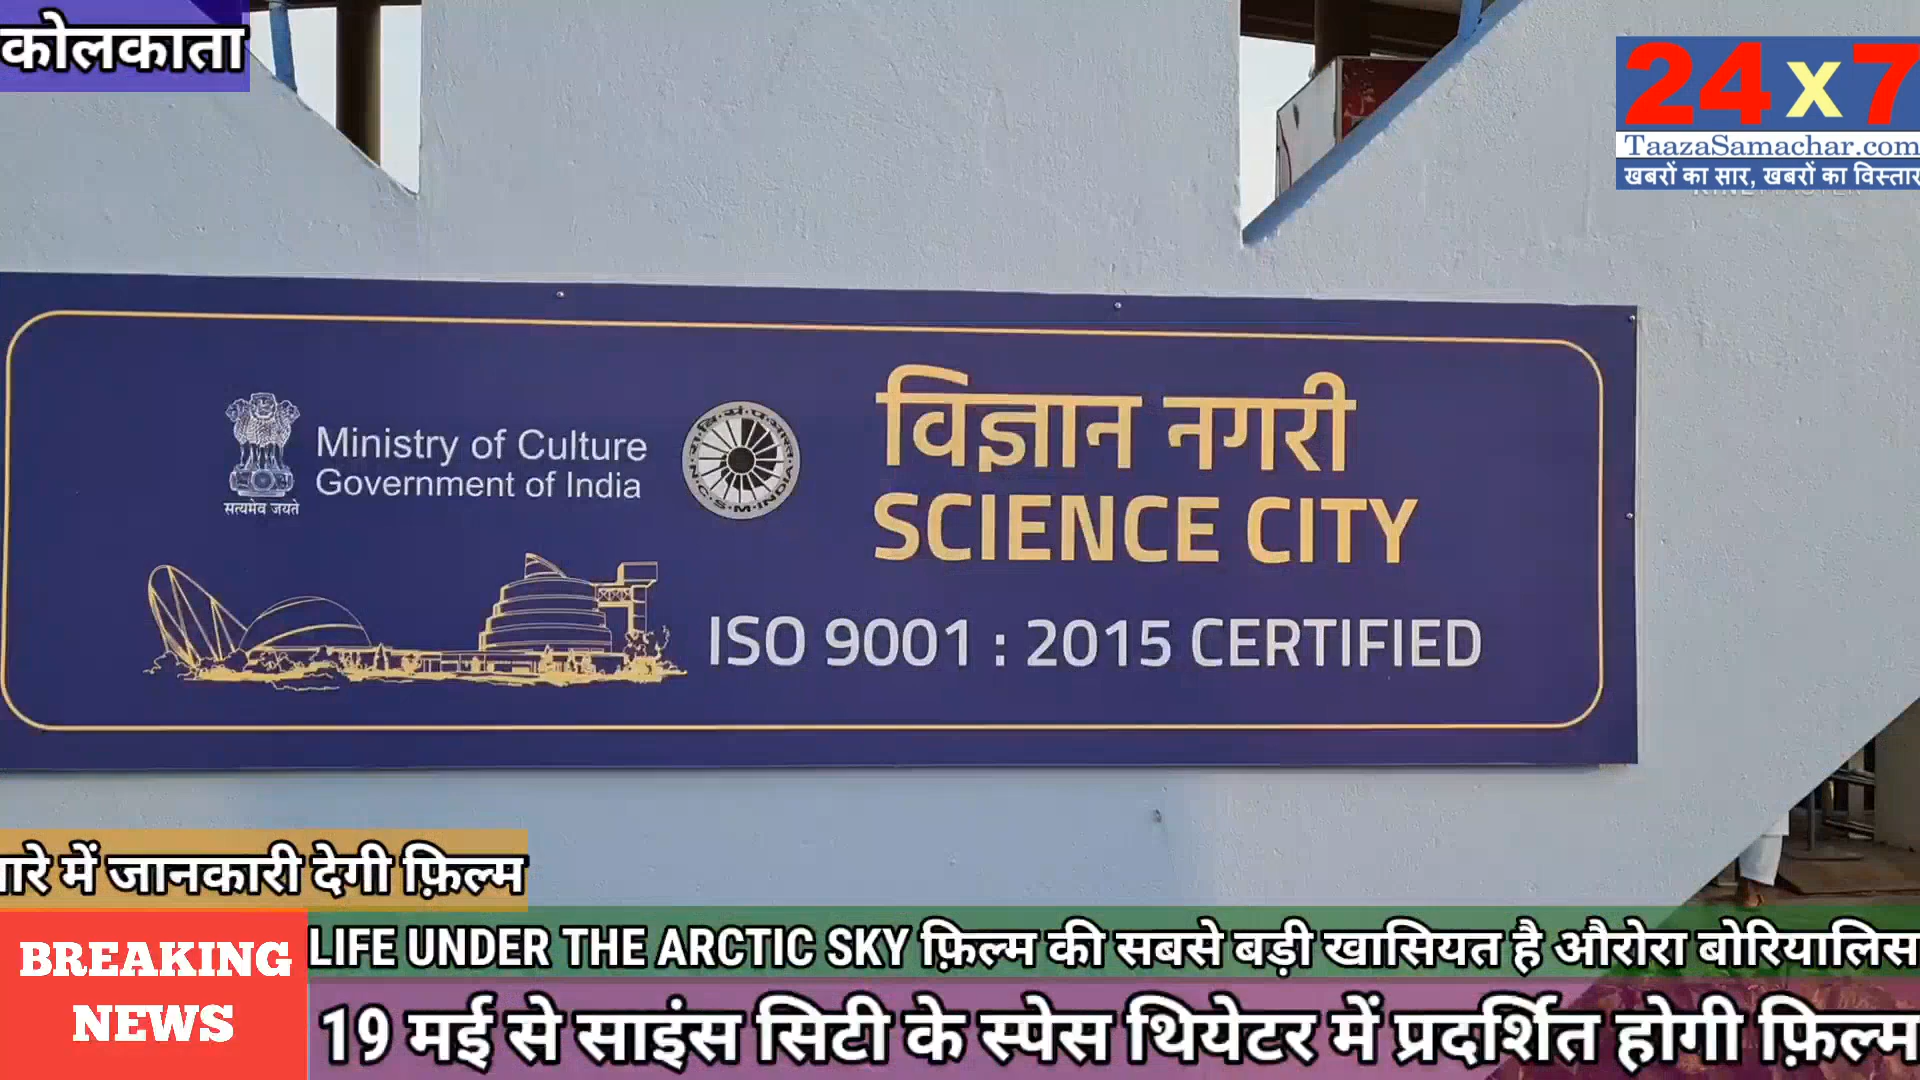 कोलकाता
24x7
TaazaSamachar.com
खबरों का सार, खबरों का विस्तार
Ministry of Culture
Government of India
सत्यमेव जयते
N.C.S.M-INDIA
विज्ञान नगरी
SCIENCE CITY
ISO 9001 : 2015 CERTIFIED
में जानकारी देगी फ़िल्म
BREAKING
NEWS
LIFE UNDER THE ARCTIC SKY फ़िल्म की सबसे बड़ी खासियत है औरोरा बोरियालिस
19 मई से साइंस सिटी के स्पेस थियेटर में प्रदर्शित होगी फ़िल्म